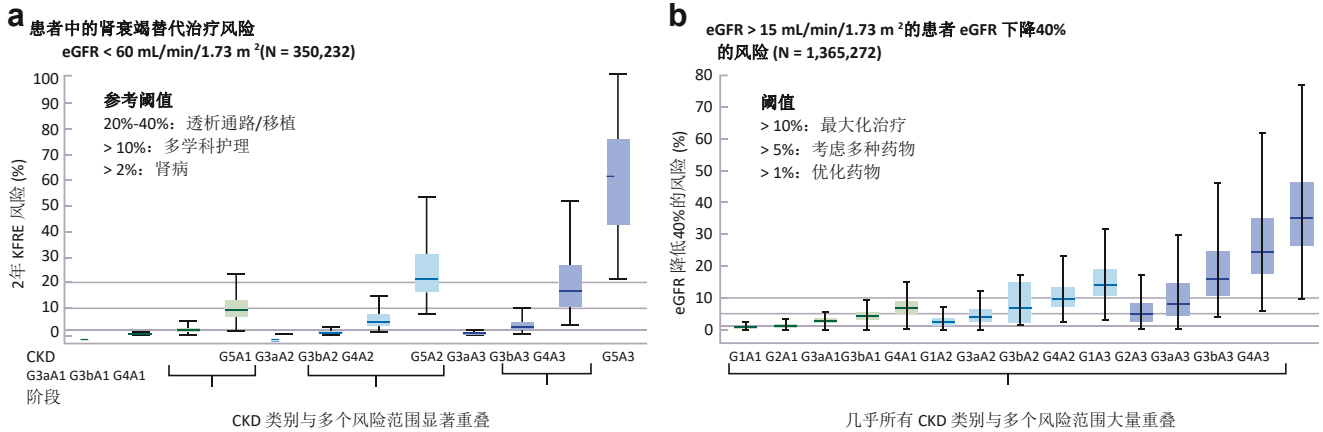 a
患者中的肾衰竭替代治疗风险
eGFR < 60 mL/min/1.73 m ²(N = 350,232)
参考阈值
20%-40%：透析通路/移植
> 10%：多学科护理
> 2%：肾病
2年 KFRE 风险 (%)
100
90
80
70
60
50
40
30
20
10
2
0
CKD
G5A1 G3aA2 G3bA2 G4A2 G5A2 G3aA3 G3bA3 G4A3 G5A3
G3aA1 G3bA1 G4A1
阶段
CKD 类别与多个风险范围显著重叠
b
eGFR > 15 mL/min/1.73 m ²的患者 eGFR 下降40%
的风险 (N = 1,365,272)
阈值
> 10%：最大化治疗
> 5%：考虑多种药物
> 1%：优化药物
eGFR 降低40%的风险 (%)
80
70
60
50
40
30
20
10
5
0
G1A1 G2A1 G3aA1 G3bA1 G4A1 G1A2 G3aA2 G3bA2 G4A2 G1A3 G2A3 G3aA3 G3bA3 G4A3
几乎所有 CKD 类别与多个风险范围大量重叠